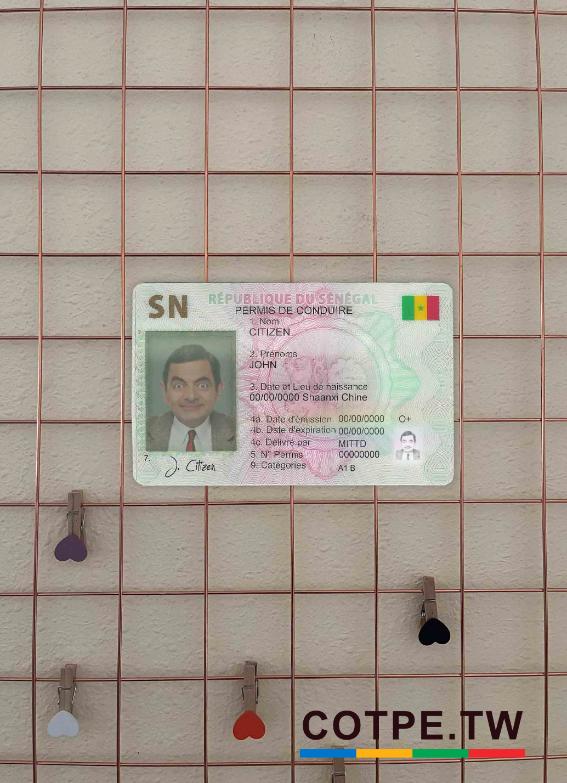 SN
RÉPUBLIQUE DU SÉNÉGAL
PERMIS DE CONDUIRE
1. Nom
CITIZEN
2. Prénoms
JOHN
3. Date et Lieu de naissance
00/00/0000 Shaanxi Chine
4a. Date d'émission 00/00/0000 O+
4b. Date d'expiration 00/00/0000
4c. Délivré par MITTD
5. N° Permis 00000000
9. Catégories A1 B
7.
J. Citizen
COTPE.TW